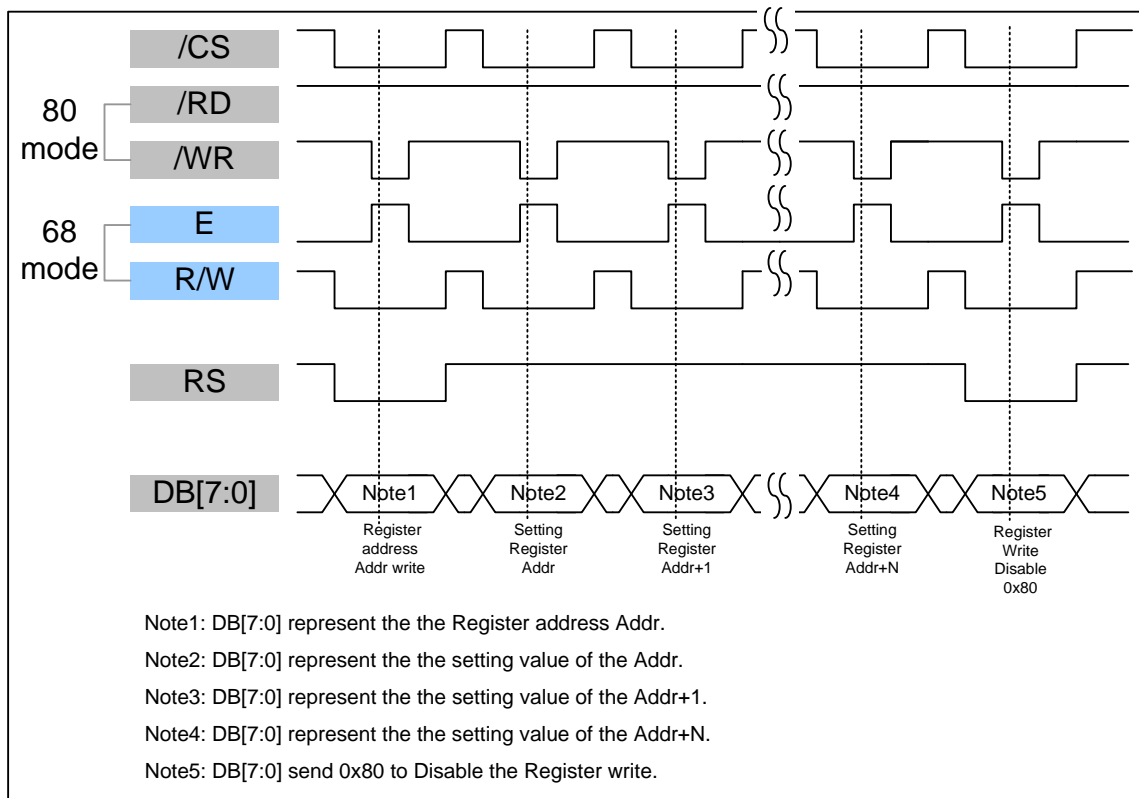 /CS
80
mode
/RD
/WR
68
mode
E
R/W
RS
DB[7:0]
Note1
Note2
Note3
Note4
Note5
Register
address
Addr write
Setting
Register
Addr
Setting
Register
Addr+1
Setting
Register
Addr+N
Register
Write
Disable
0x80
Note1: DB[7:0] represent the the Register address Addr.
Note2: DB[7:0] represent the the setting value of the Addr.
Note3: DB[7:0] represent the the setting value of the Addr+1.
Note4: DB[7:0] represent the the setting value of the Addr+N.
Note5: DB[7:0] send 0x80 to Disable the Register write.